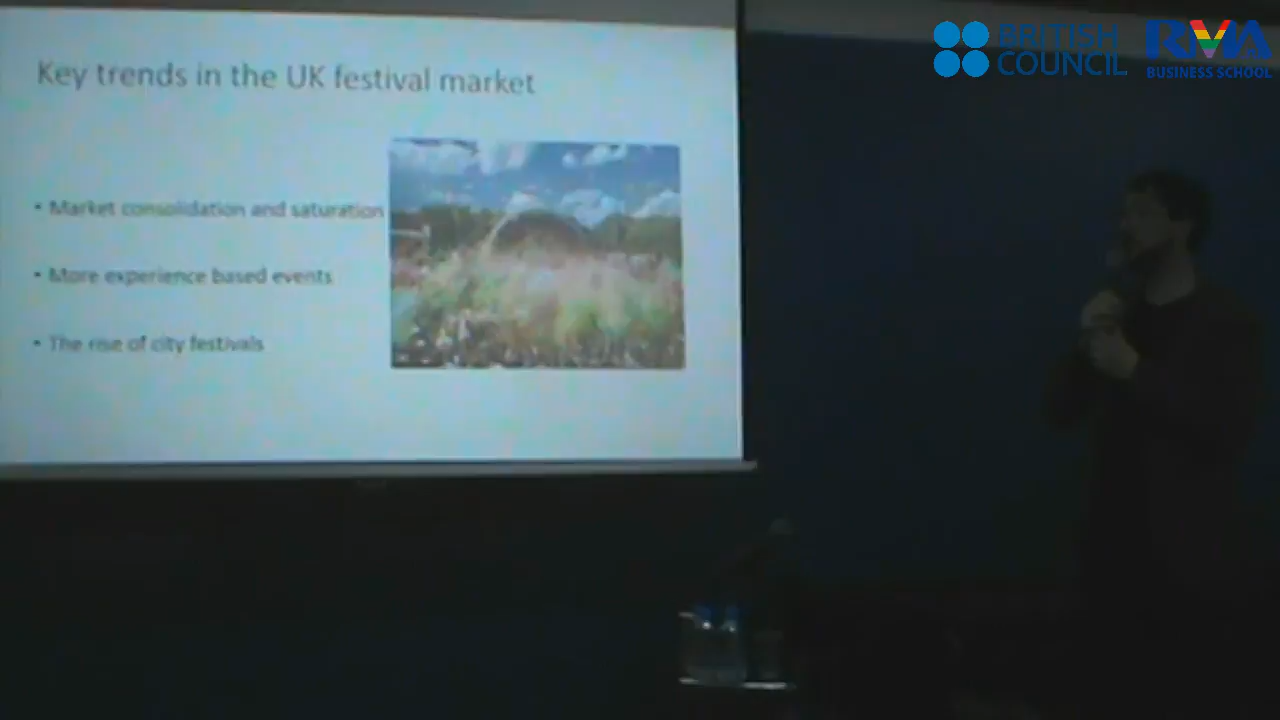 Key trends in the UK festival market
• Market consolidation and saturation
• More experience based events
• The rise of city festivals
BRITISH
COUNCIL
RMA
BUSINESS SCHOOL